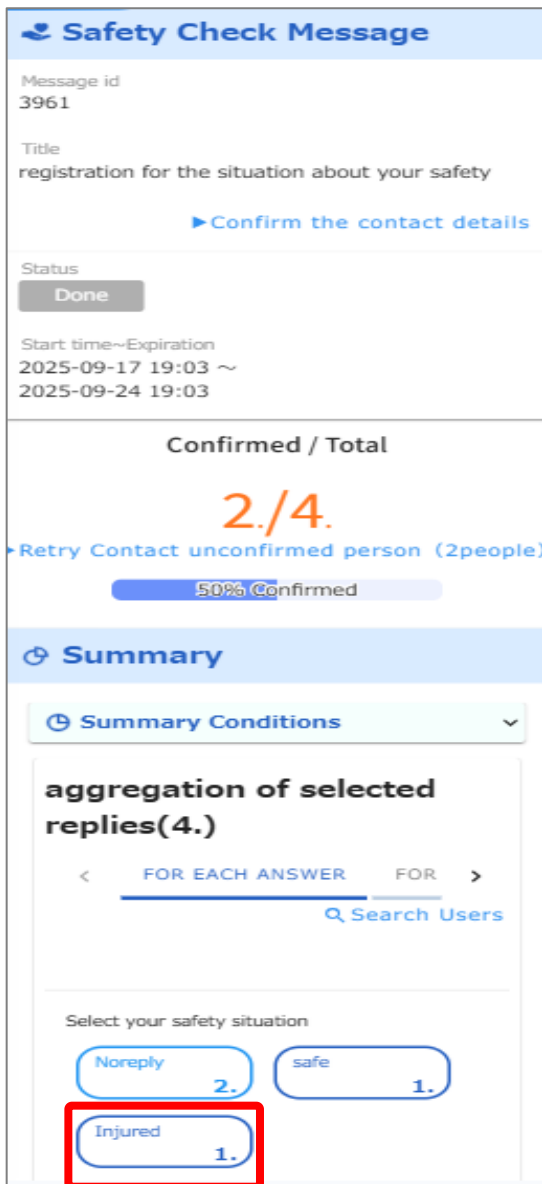 Safety Check Message
Message id
3961
Title
registration for the situation about your safety
▶Confirm the contact details
Status
Done
Start time~Expiration
2025-09-17 19:03 ~
2025-09-24 19:03
Confirmed / Total
2./4.
▶Retry Contact unconfirmed person (2people)
50% Confirmed
Summary
Summary Conditions
aggregation of selected
replies(4.)
FOR EACH ANSWER FOR
Search Users
Select your safety situation
Noreply
2.
safe
1.
Injured
1.